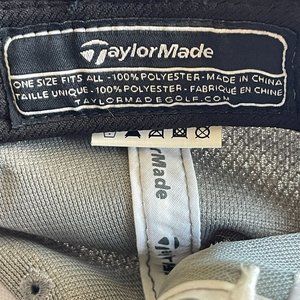 TaylorMade
ONE SIZE FITS ALL - 100% POLYESTER - MADE IN CHINA
TAILLE UNIQUE - 100% POLYESTER - FABRIQUÉ EN CHINE
TAYLORMADEGOLF.COM
TaylorMade
TaylorMade